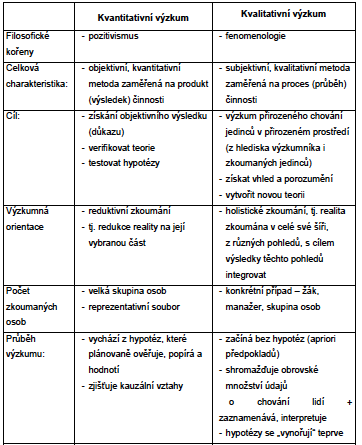 Kvantitativní výzkum
Kvalitativní výzkum
Filosofické
kořeny
- pozitivismus
- fenomenologie
Celková
charakteristika:
- objektivní, kvantitativní
metoda zaměřená na produkt
(výsledek) činnosti
- subjektivní, kvalitativní metoda
zaměřená na proces (průběh)
činnosti
Cíl:
- získání objektivního výsledku
(důkazu)
- verifikovat teorie
- testovat hypotézy
- výzkum přirozeného chování
jedinců v přirozeném prostředí
(z hlediska výzkumníka i
zkoumaných jedinců)
- získat vhled a porozumění
- vytvořit novou teorii
Výzkumná
orientace
- reduktivní zkoumání
- tj. redukce reality na její
vybranou část
- holistické zkoumání, tj. realita
zkoumána v celé své šíři,
z různých pohledů, s cílem
výsledky těchto pohledů
integrovat
Počet
zkoumaných
osob
- velká skupina osob
- reprezentativní soubor
- konkrétní případ – žák,
manažer, skupina osob
Průběh
výzkumu:
- vychází z hypotéz, které
plánovaně ověřuje, popírá a
hodnotí
- zjišťuje kauzální vztahy
- začíná bez hypotéz (apriori
předpokladů)
- shromažďuje obrovské
množství údajů
o chování lidí +
zaznamenává, interpretuje
- hypotézy se „vynořují“ teprve